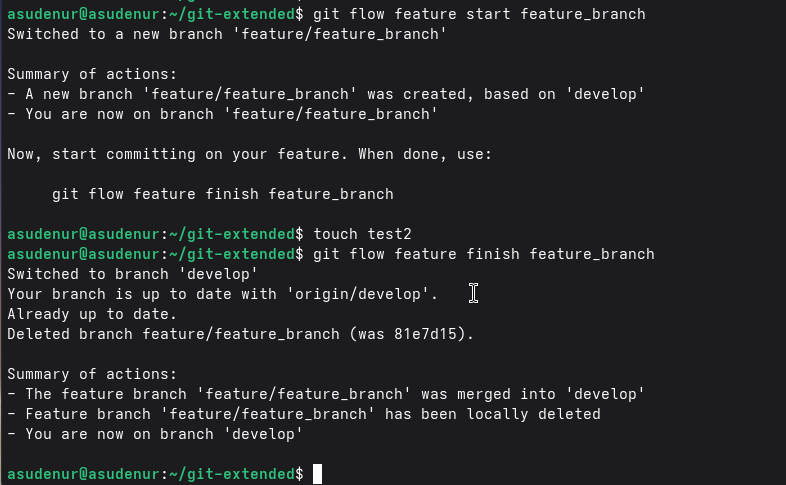 asudenur@asudenur:~/git-extended$ git flow feature start feature_branch
Switched to a new branch 'feature/feature_branch'
Summary of actions:
- A new branch 'feature/feature_branch' was created, based on 'develop'
- You are now on branch 'feature/feature_branch'
Now, start committing on your feature. When done, use:
git flow feature finish feature_branch
asudenur@asudenur:~/git-extended$ touch test2
asudenur@asudenur:~/git-extended$ git flow feature finish feature_branch
Switched to branch 'develop'
Your branch is up to date with 'origin/develop'.
Already up to date.
Deleted branch feature/feature_branch (was 81e7d15).
Summary of actions:
- The feature branch 'feature/feature_branch' was merged into 'develop'
- Feature branch 'feature/feature_branch' has been locally deleted
- You are now on branch 'develop'
asudenur@asudenur:~/git-extended$